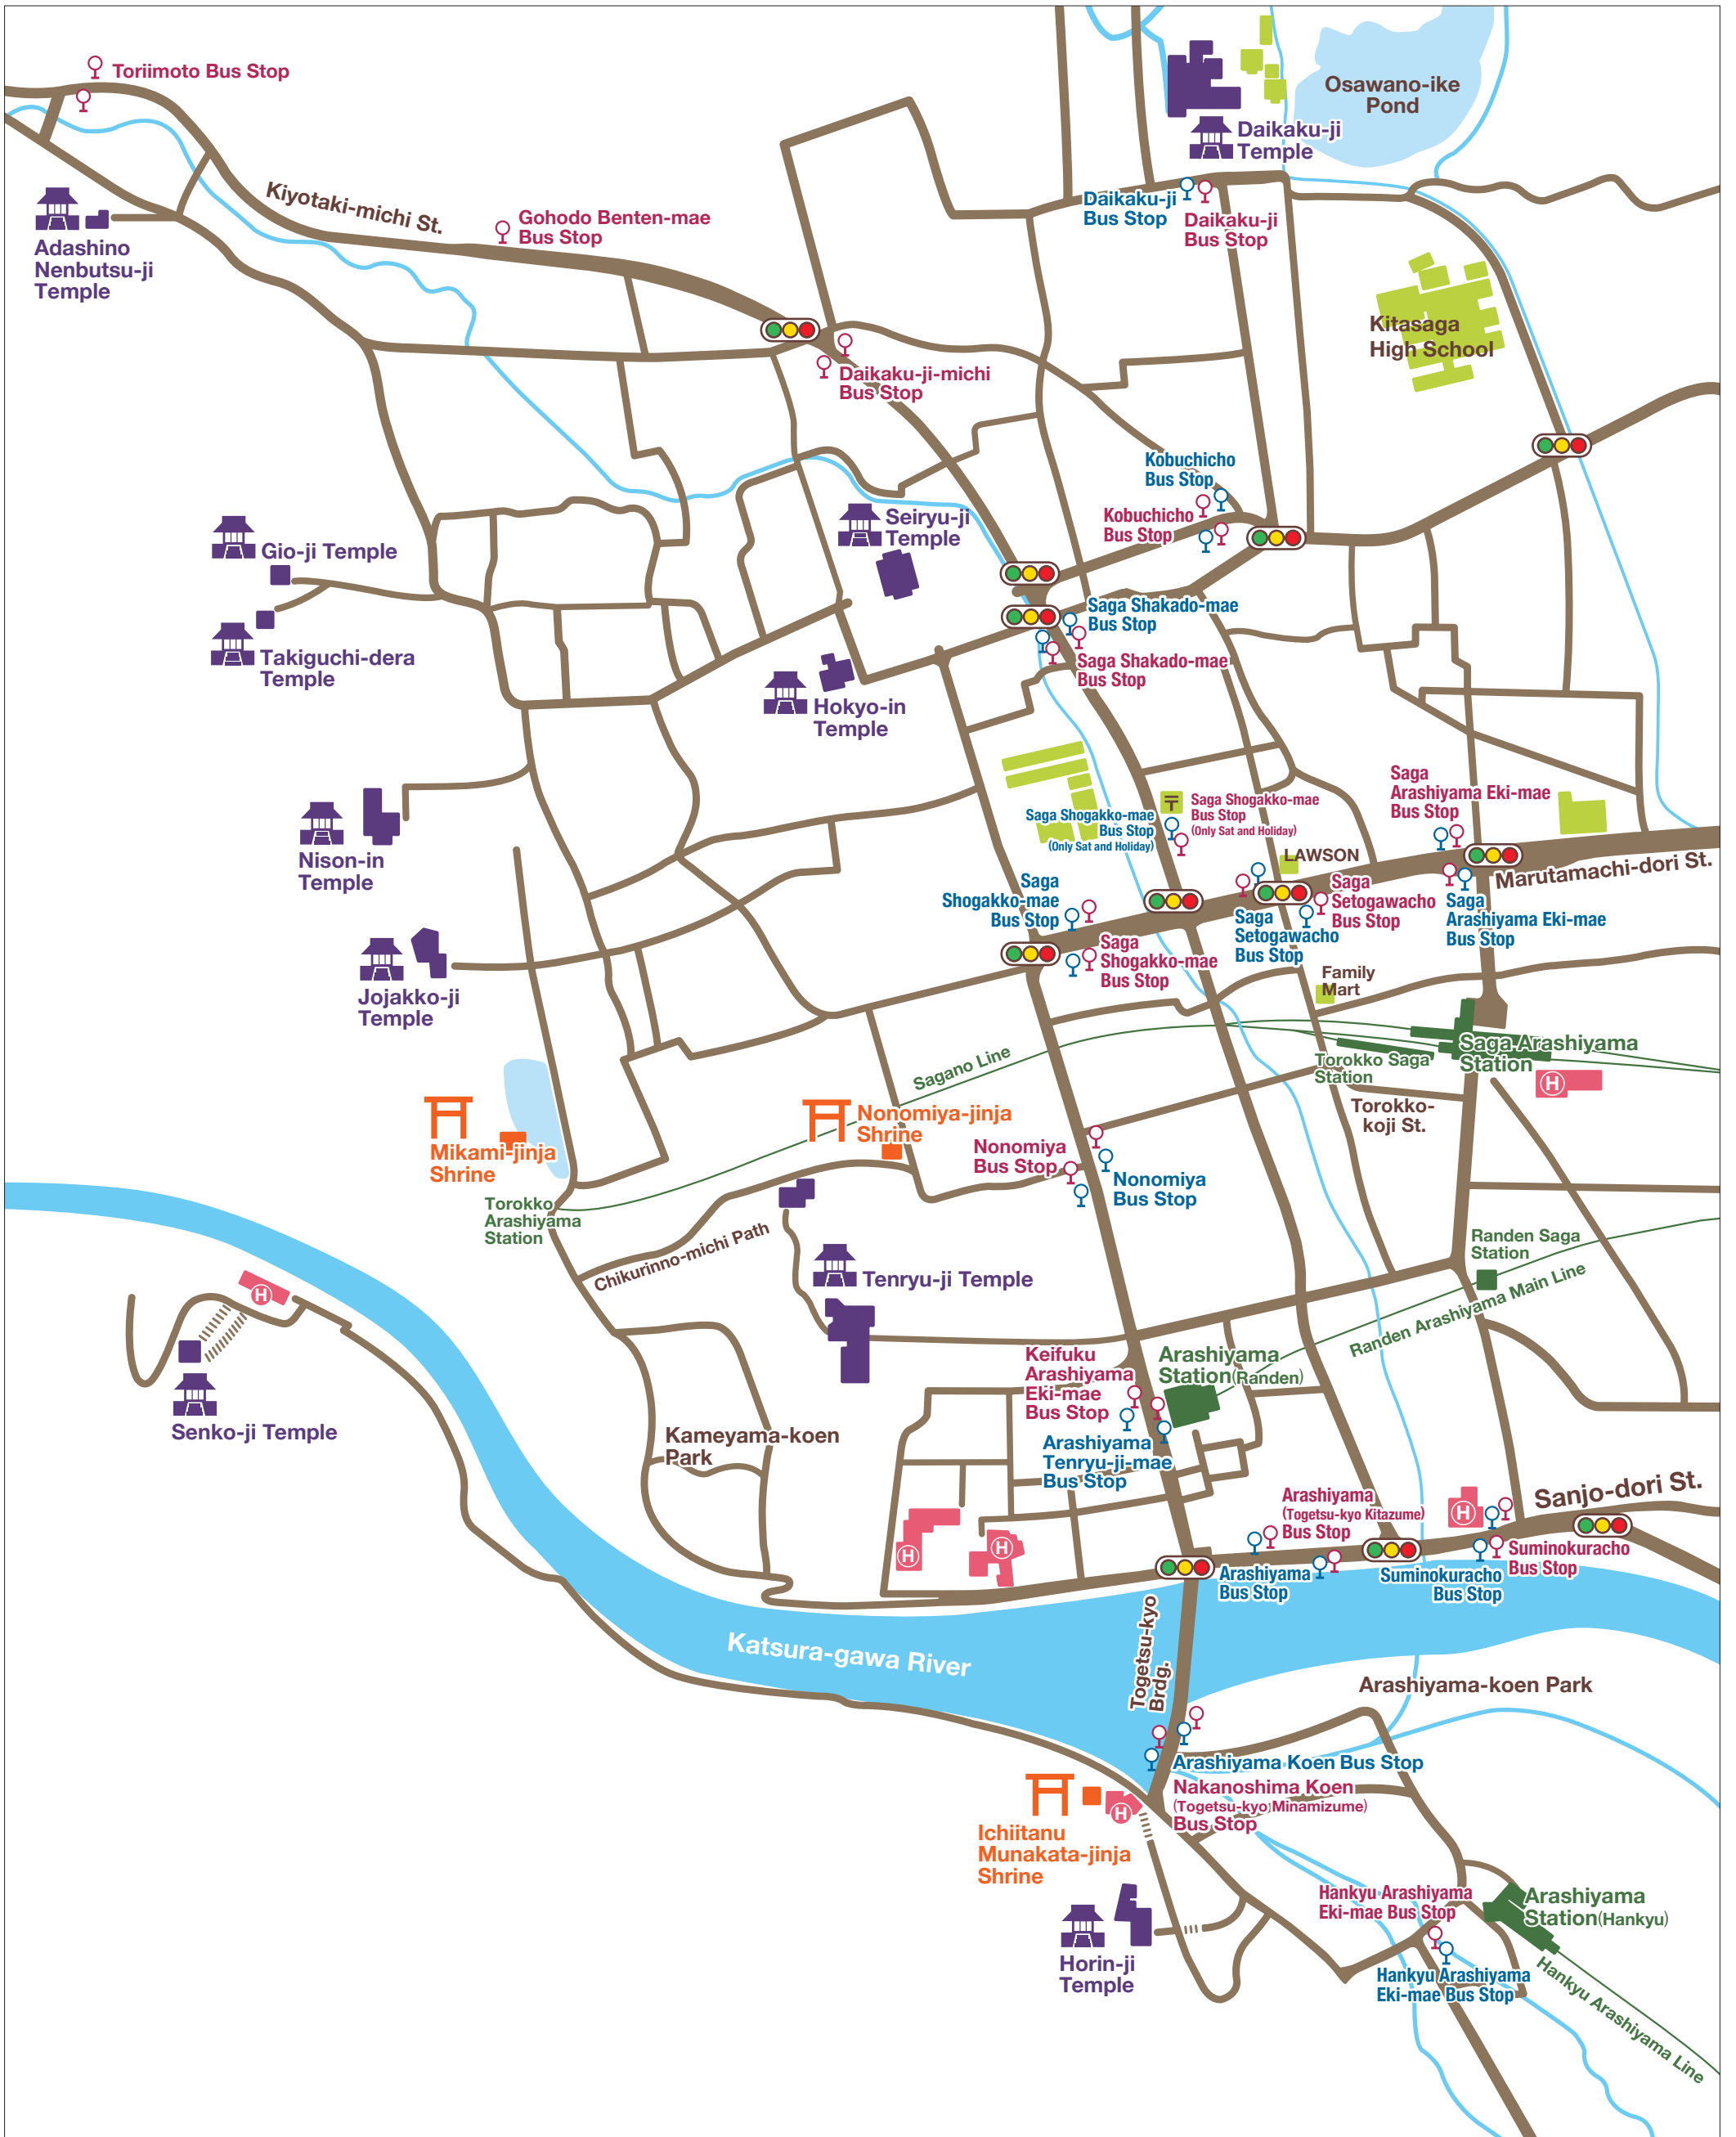 Toriimoto Bus Stop
Osawano-ike
Pond
Daikaku-ji
Temple
Kiyotaki-michi St.
Gohodo Benten-mae
Bus Stop
Daikaku-ji
Bus Stop
Daikaku-ji
Bus Stop
Adashino
Nenbutsu-ji
Temple
Kitasaga
High School
Daikaku-ji-michi
Bus Stop
Kobuchicho
Bus Stop
Kobuchicho
Bus Stop
Seiryu-ji
Temple
Gio-ji Temple
Takiguchi-dera
Temple
Saga Shakado-mae
Bus Stop
Saga Shakado-mae
Bus Stop
Hokyo-in
Temple
Saga
Arashiyama Eki-mae
Bus Stop
〒
Saga Shogakko-mae
Bus Stop
(Only Sat and Holiday)
Saga Shogakko-mae
Bus Stop
(Only Sat and Holiday)
Nison-in
Temple
LAWSON
Marutamachi-dori St.
Saga
Shogakko-mae
Bus Stop
Saga
Setogawacho
Bus Stop
Saga
Setogawacho
Bus Stop
Saga
Arashiyama Eki-mae
Bus Stop
Saga
Shogakko-mae
Bus Stop
Jojakko-ji
Temple
Family
Mart
Saga Arashiyama
Station
Torokko Saga
Station
H
Sagano Line
Torokko-
koji St.
Nonomiya-jinja
Shrine
Mikami-jinja
Shrine
Nonomiya
Bus Stop
Nonomiya
Bus Stop
Torokko
Arashiyama
Station
Chikurinno-michi Path
Randen Saga
Station
Randen Arashiyama Main Line
Tenryu-ji Temple
H
Senko-ji Temple
Keifuku
Arashiyama
Eki-mae
Bus Stop
Arashiyama
Station(Randen)
Kameyama-koen
Park
Arashiyama
Tenryu-ji-mae
Bus Stop
Arashiyama
(Togetsu-kyo Kitazume)
Bus Stop
H
Sanjo-dori St.
H
H
Arashiyama
Bus Stop
Suminokuracho
Bus Stop
Suminokuracho
Bus Stop
Katsura-gawa River
Togetsu-kyo
Brdg.
Arashiyama-koen Park
Arashiyama Koen Bus Stop
Nakanoshima Koen
(Togetsu-kyo Minamizume)
Bus Stop
H
Ichiitanu
Munakata-jinja
Shrine
Hankyu Arashiyama
Eki-mae Bus Stop
Arashiyama
Station(Hankyu)
Horin-ji
Temple
Hankyu Arashiyama
Eki-mae Bus Stop
Hankyu Arashiyama Line